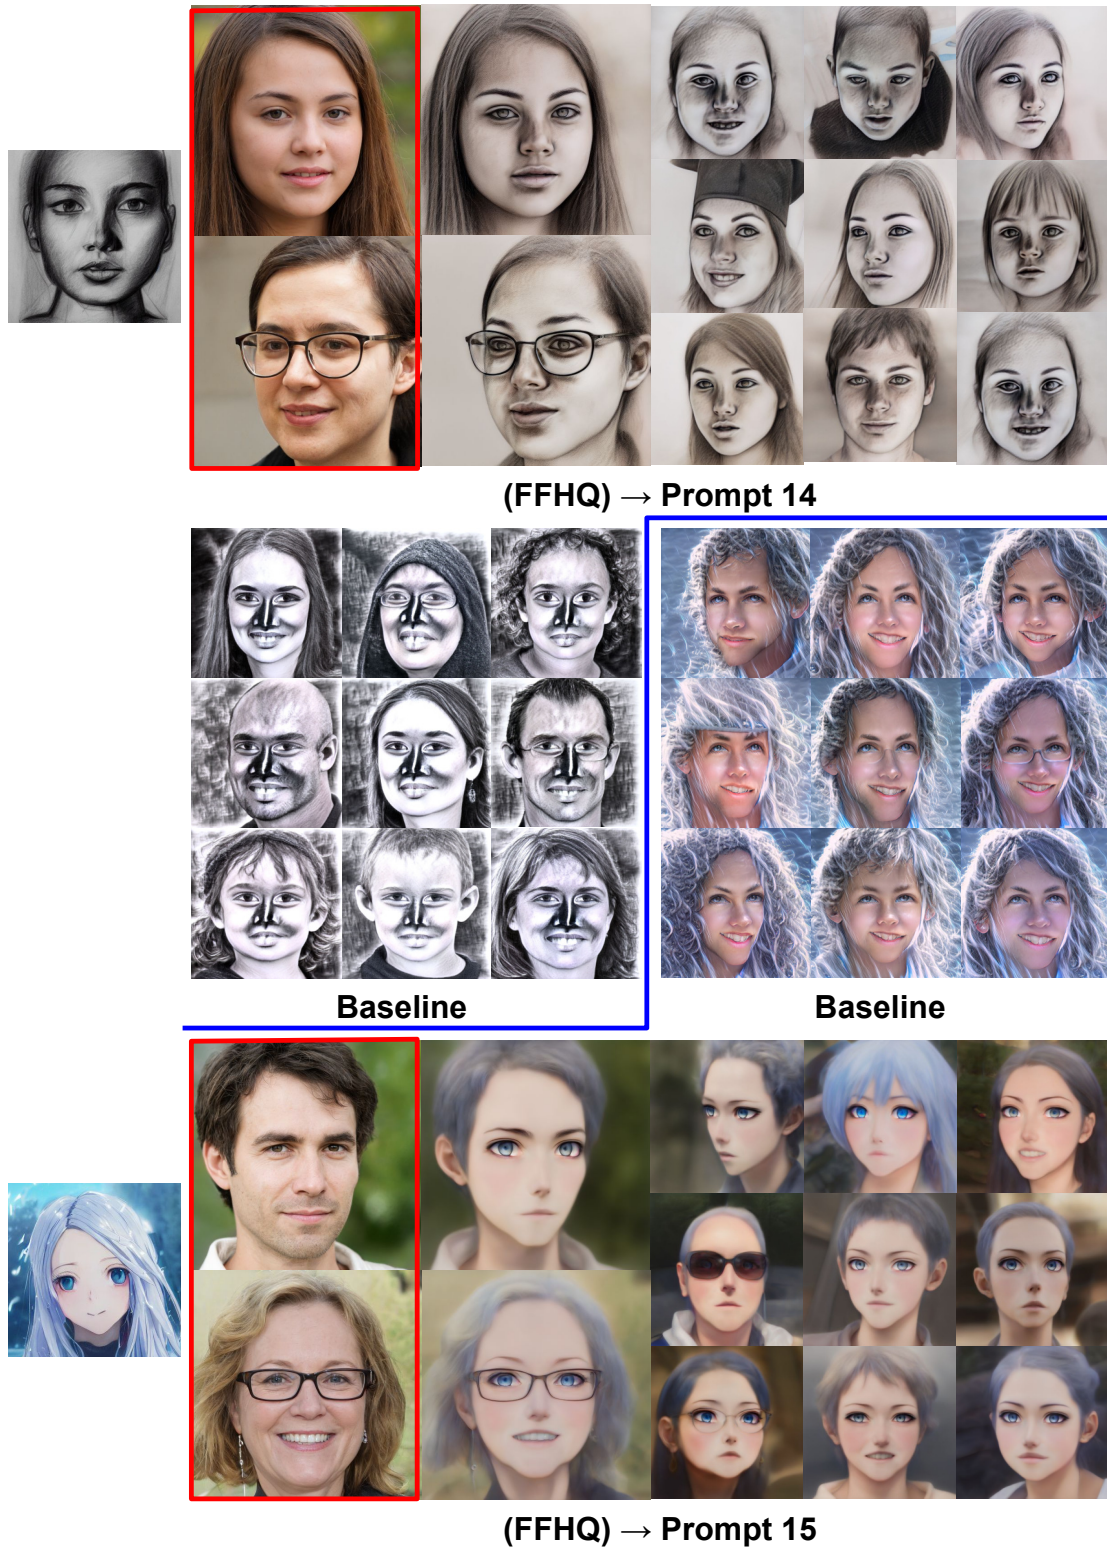 (FFHQ) → Prompt 14
Baseline
Baseline
(FFHQ) → Prompt 15